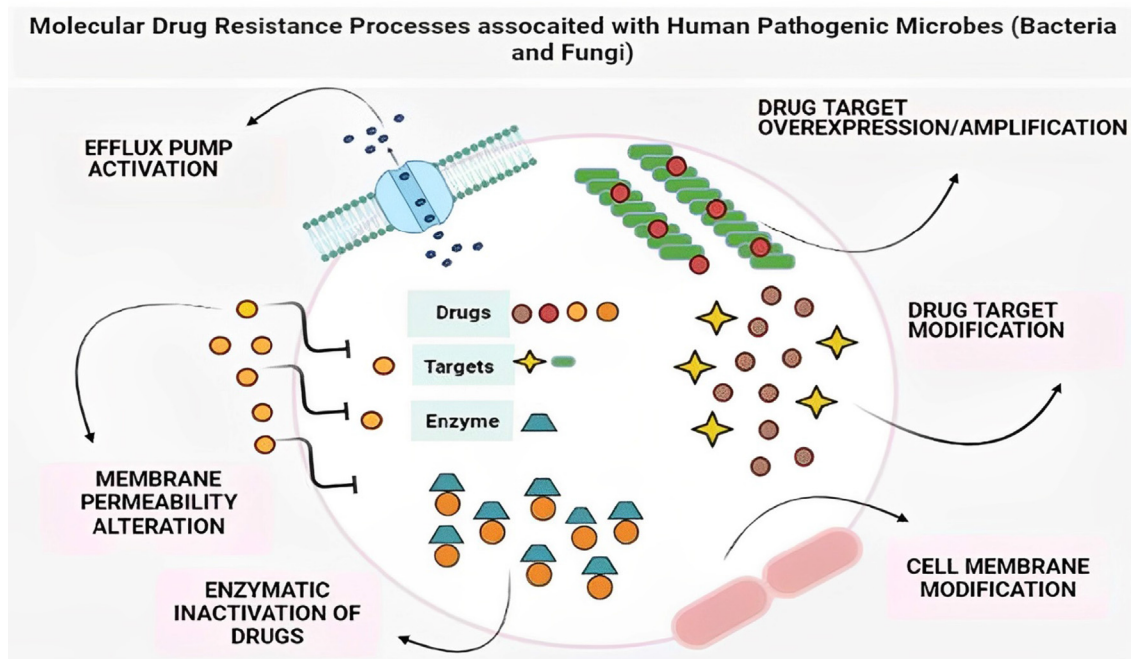 Molecular Drug Resistance Processes assocaited with Human Pathogenic Microbes (Bacteria
and Fungi)
EFFLUX PUMP
ACTIVATION
DRUG TARGET
OVEREXPRESSION/AMPLIFICATION
Drugs
Targets
Enzyme
DRUG TARGET
MODIFICATION
MEMBRANE
PERMEABILITY
ALTERATION
ENZYMATIC
INACTIVATION OF
DRUGS
CELL MEMBRANE
MODIFICATION